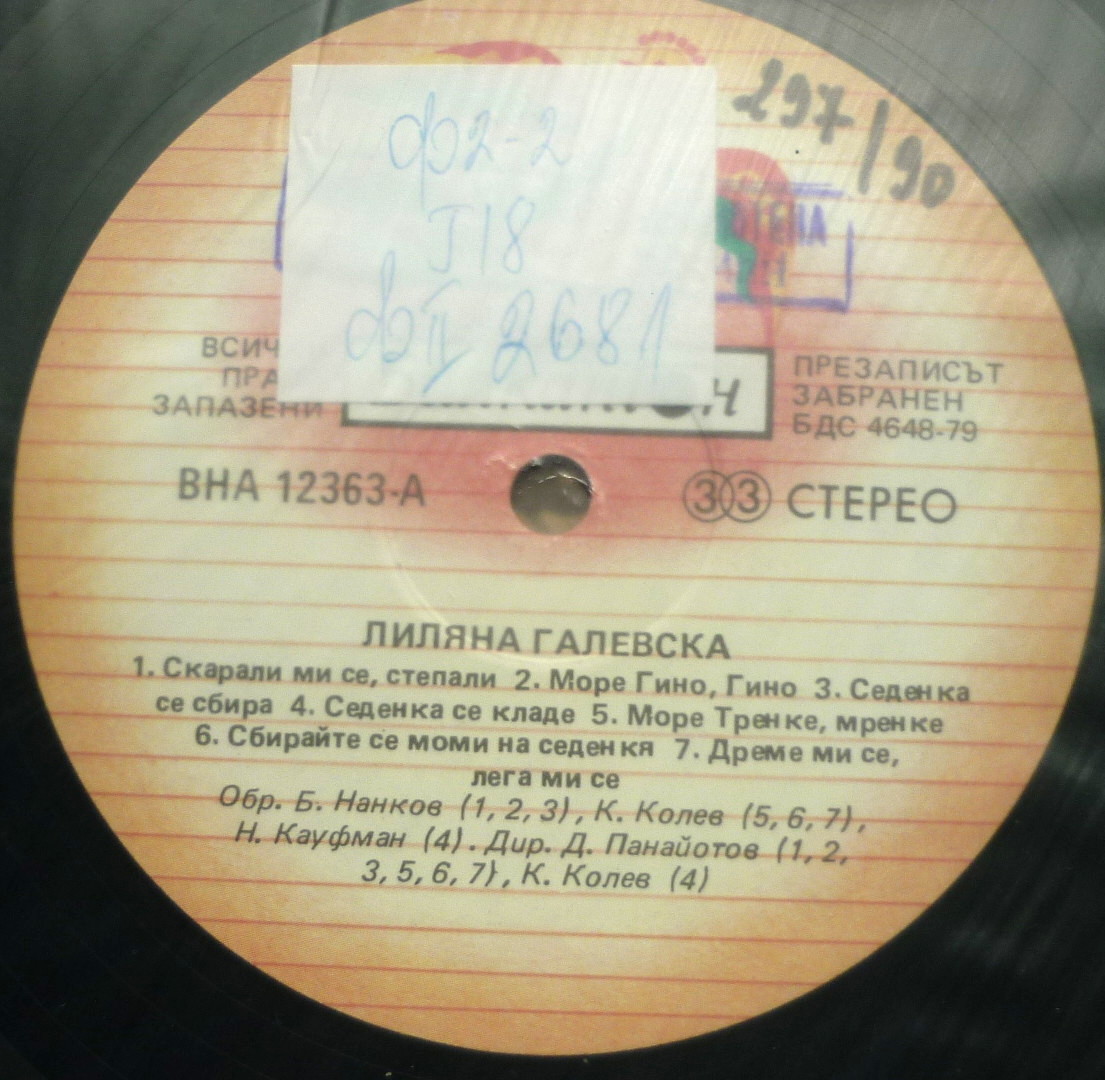 297/90
ф2-2
Г18
фII 2681
ВСИЧ
ПРА
ЗАПАЗЕНИ
ПРЕЗАПИСЪТ
ЗАБРАНЕН
БДС 4648-79
ВНА 12363-А
33 СТЕРЕО
ЛИЛЯНА ГАЛЕВСКА
1. Скарали ми се, степали 2. Море Гино, Гино 3. Седенка
се сбира 4. Седенка се кладе 5. Море Тренке, мренке
6. Сбирайте се моми на седенкя 7. Дреме ми се,
лега ми се
Обр. Б. Нанков (1, 2, 3), К. Колев (5, 6, 7),
Н. Кауфман (4). Дир. Д. Панайотов (1, 2,
3, 5, 6, 7), К. Колев (4)